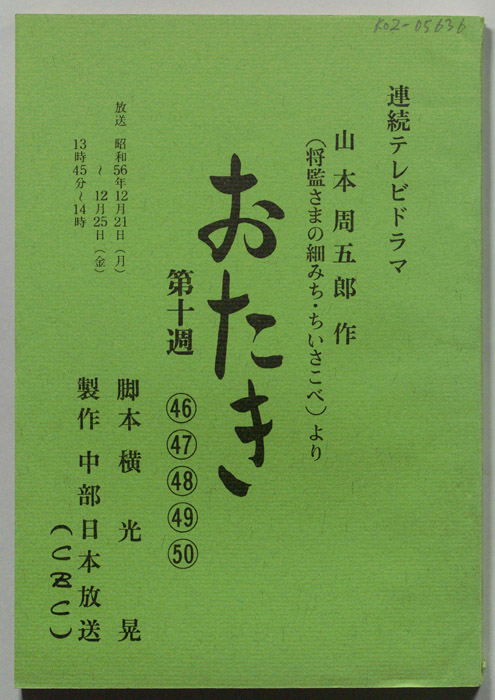 KOZ-05636
連続テレビドラマ
山本周五郎 作
（将監さまの細みち・ちいさこべ）より
おたき
第十週 ㊻㊼㊽㊾㊿
放送 昭和56年12月21日（月）
～12月25日（金）
13時45分～14時
脚本 横光 晃
製作 中部日本放送
（CBC）